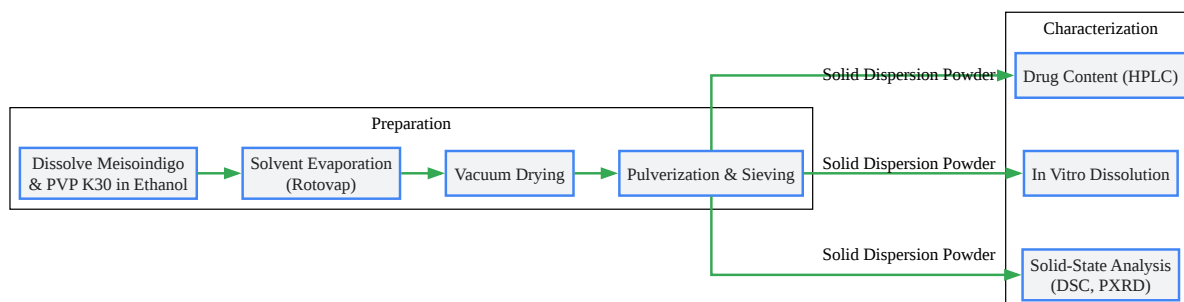 Characterization
Solid Dispersion Powder
Drug Content (HPLC)
Preparation
Dissolve Meisoindigo
& PVP K30 in Ethanol
Solvent Evaporation
(Rotovap)
Vacuum Drying
Pulverization & Sieving
Solid Dispersion Powder
In Vitro Dissolution
Solid Dispersion Powder
Solid-State Analysis
(DSC, PXRD)